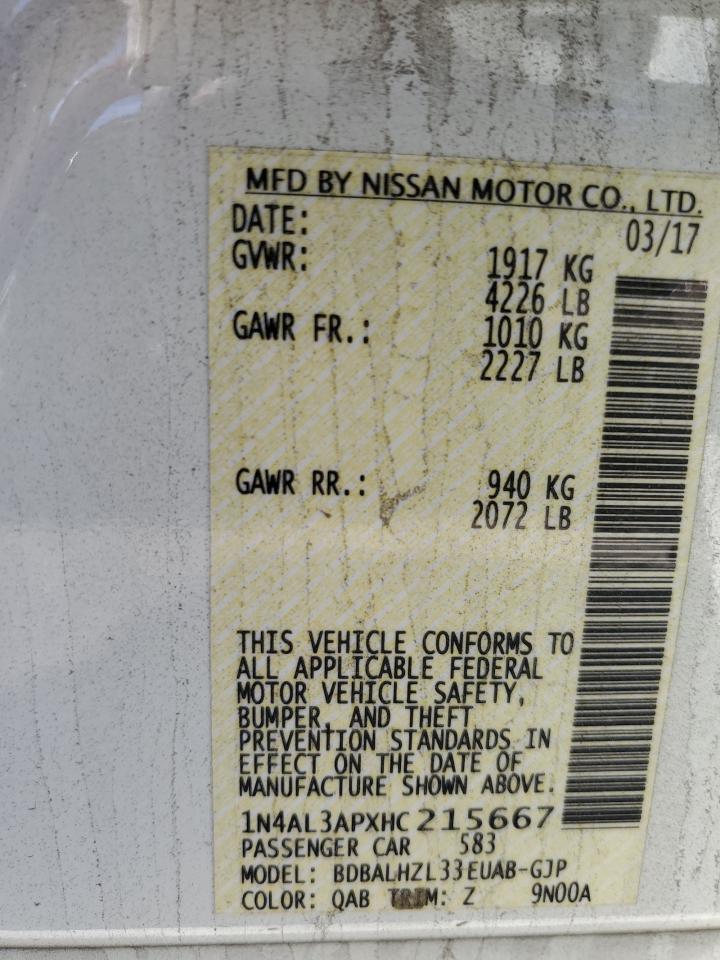 MFD BY NISSAN MOTOR CO., LTD.
DATE: 03/17
GVWR: 1917 KG
4226 LB
GAWR FR.: 1010 KG
2227 LB
GAWR RR.: 940 KG
2072 LB
THIS VEHICLE CONFORMS TO
ALL APPLICABLE FEDERAL
MOTOR VEHICLE SAFETY,
BUMPER, AND THEFT
PREVENTION STANDARDS IN
EFFECT ON THE DATE OF
MANUFACTURE SHOWN ABOVE.
1N4AL3APXHC215667
PASSENGER CAR 583
MODEL: BDBALHZL33EUAB-GJP
COLOR: QAB TRIM: Z 9N00A